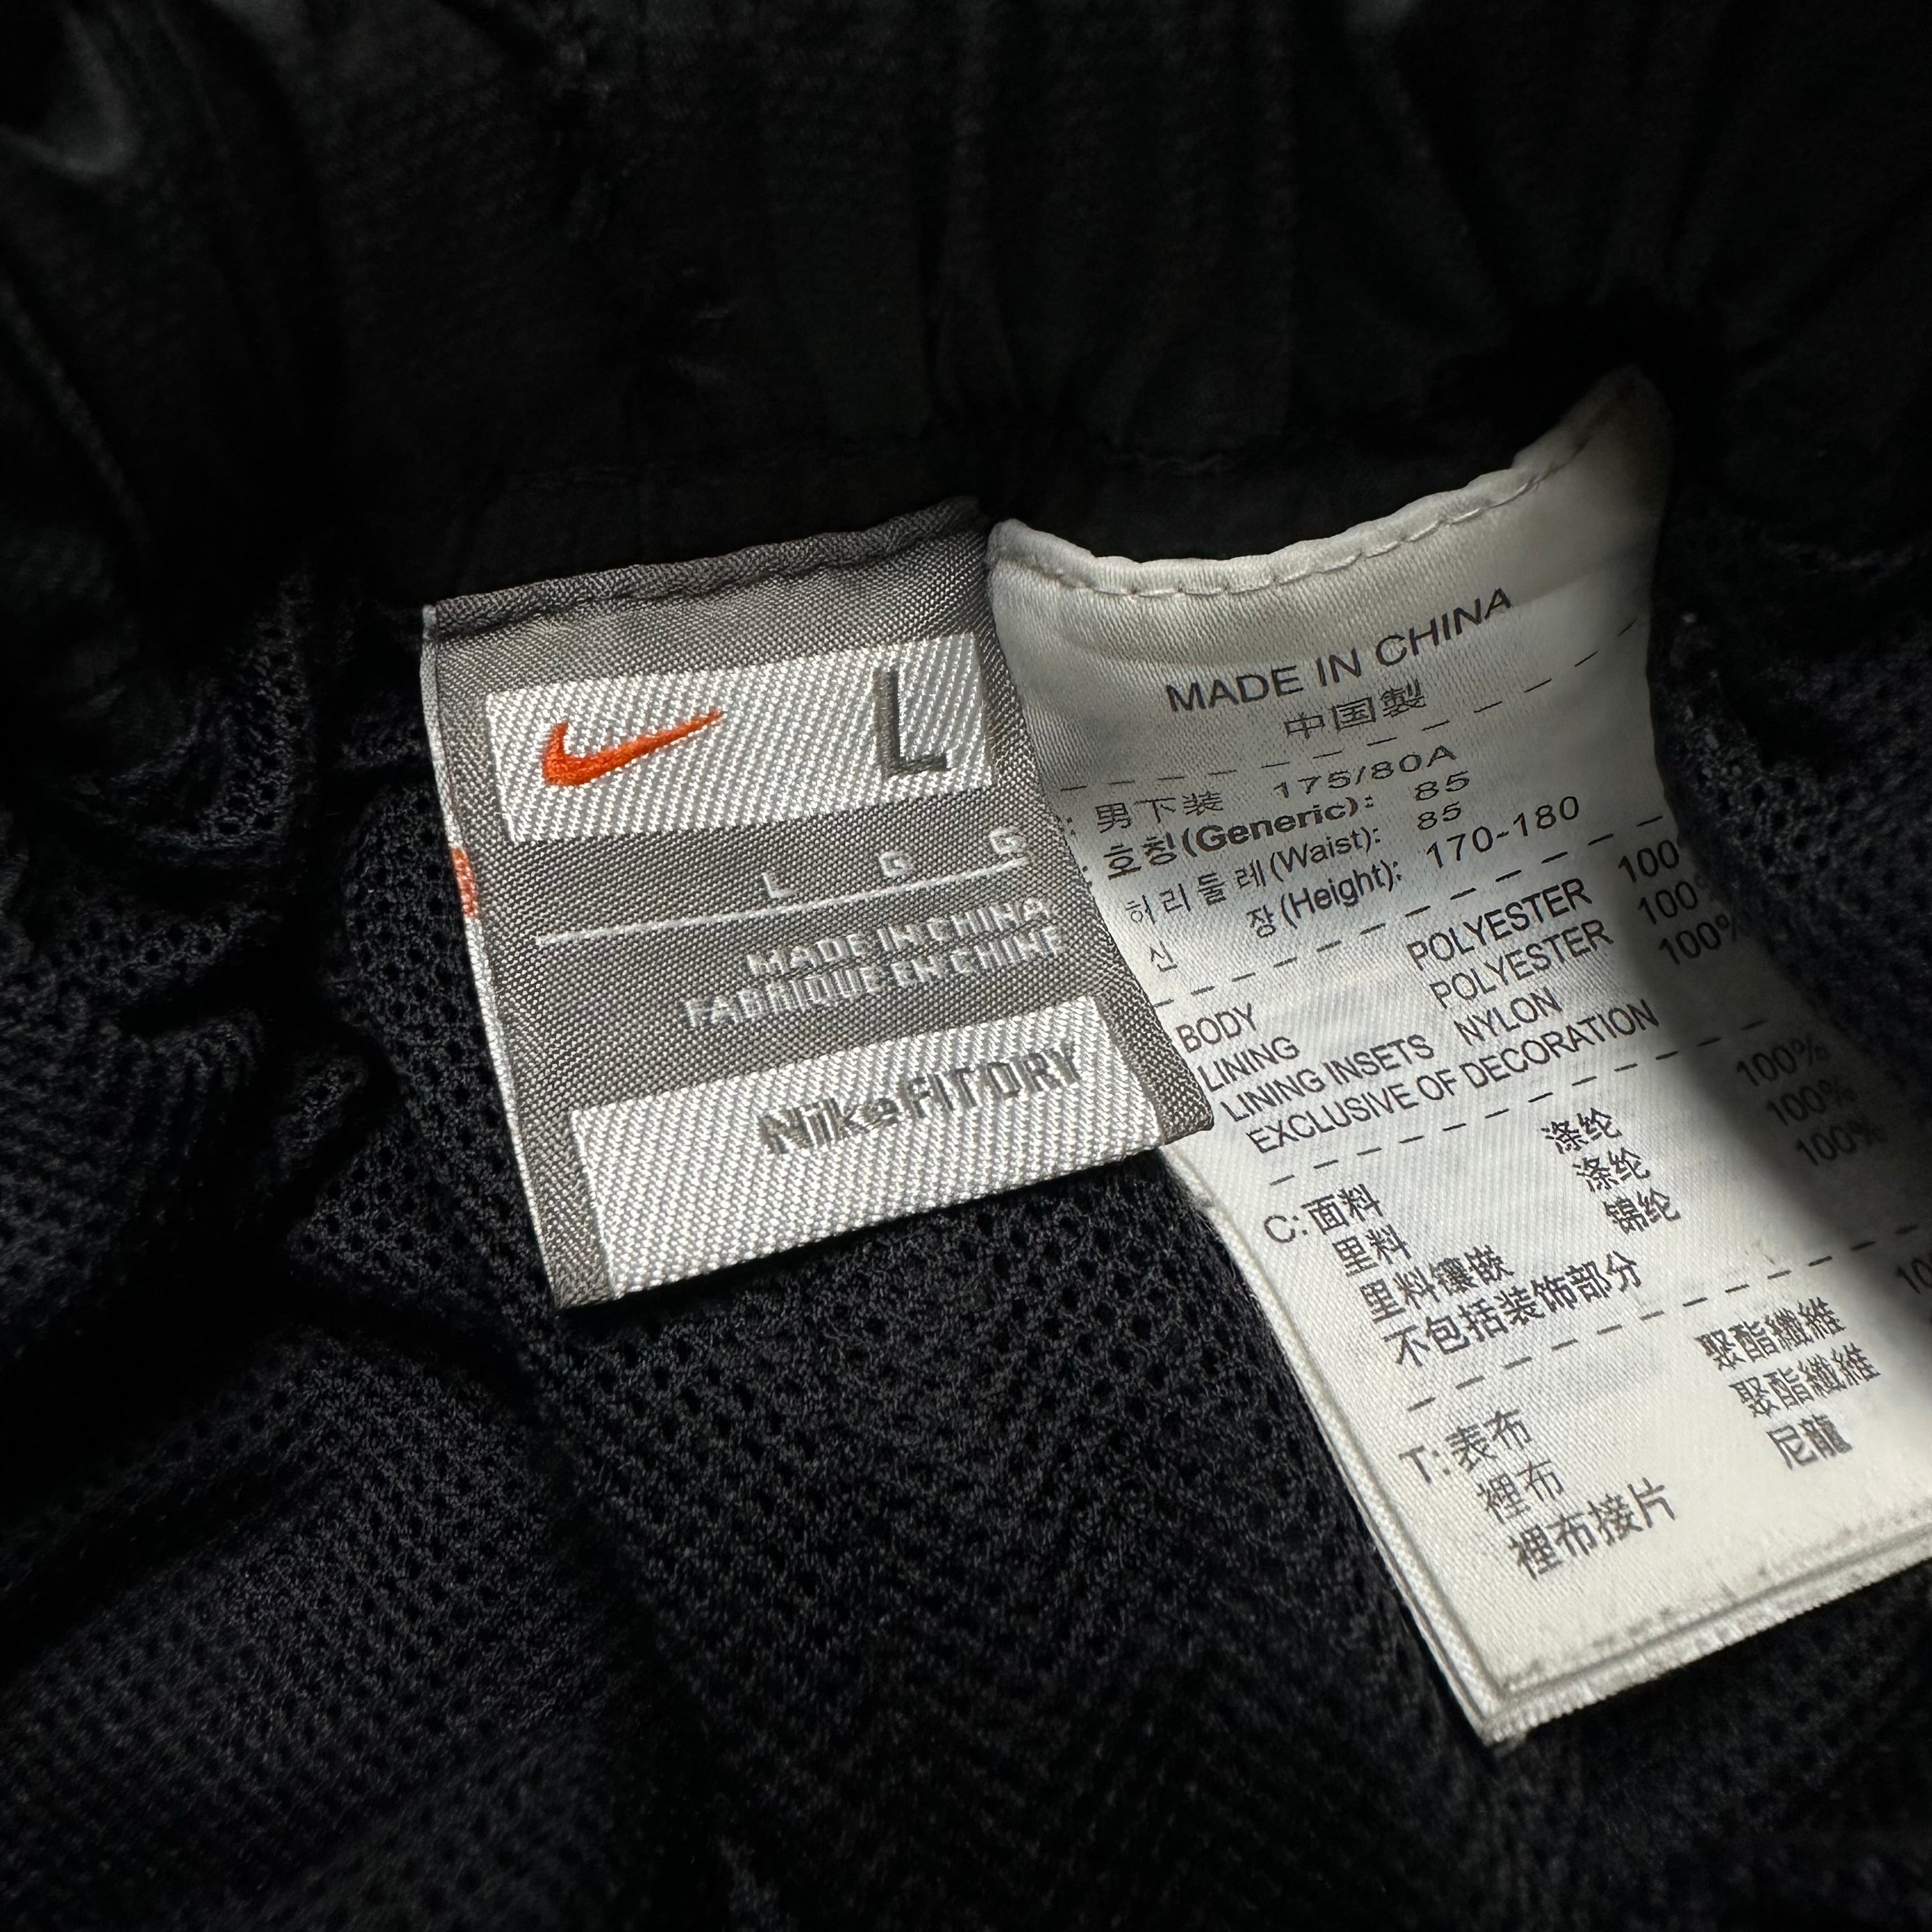 L
L G G
MADE IN CHINA
FABRIQUE EN CHINE
Nike FIT DRY
MADE IN CHINA
中国製
男下装 175/80A
호칭(Generic): 85
허리둘레(Waist): 85
신 장(Height): 170-180
BODY POLYESTER 100
LINING POLYESTER 100
LINING INSETS NYLON 100%
EXCLUSIVE OF DECORATION
C: 面料 涤纶 100%
里料 涤纶 100%
里料镶嵌 锦纶 100%
不包括装饰部分
T: 表布 聚酯纖維 10
裡布 聚酯纖維
裡布接片 尼龍